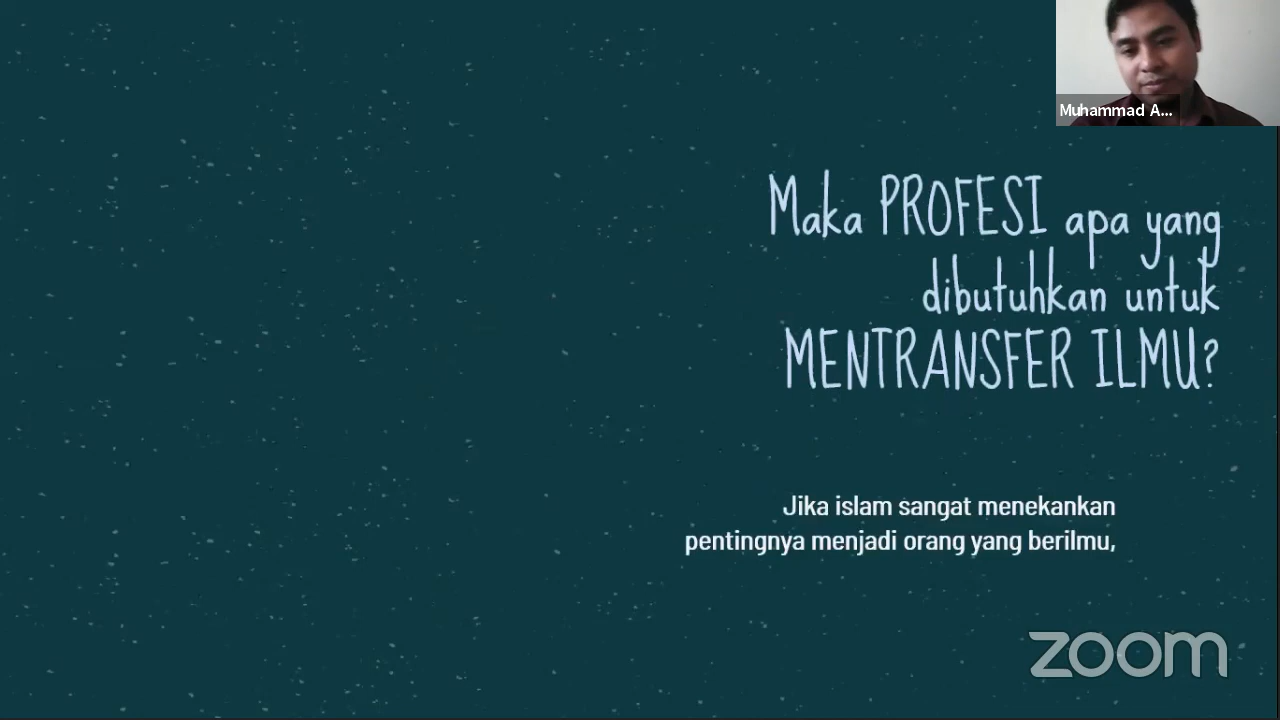 Muhammad A...
Maka PROFESI apa yang
dibutuhkan untuk
MENTRANSFER ILMU?
Jika islam sangat menekankan
pentingnya menjadi orang yang berilmu,
zoom